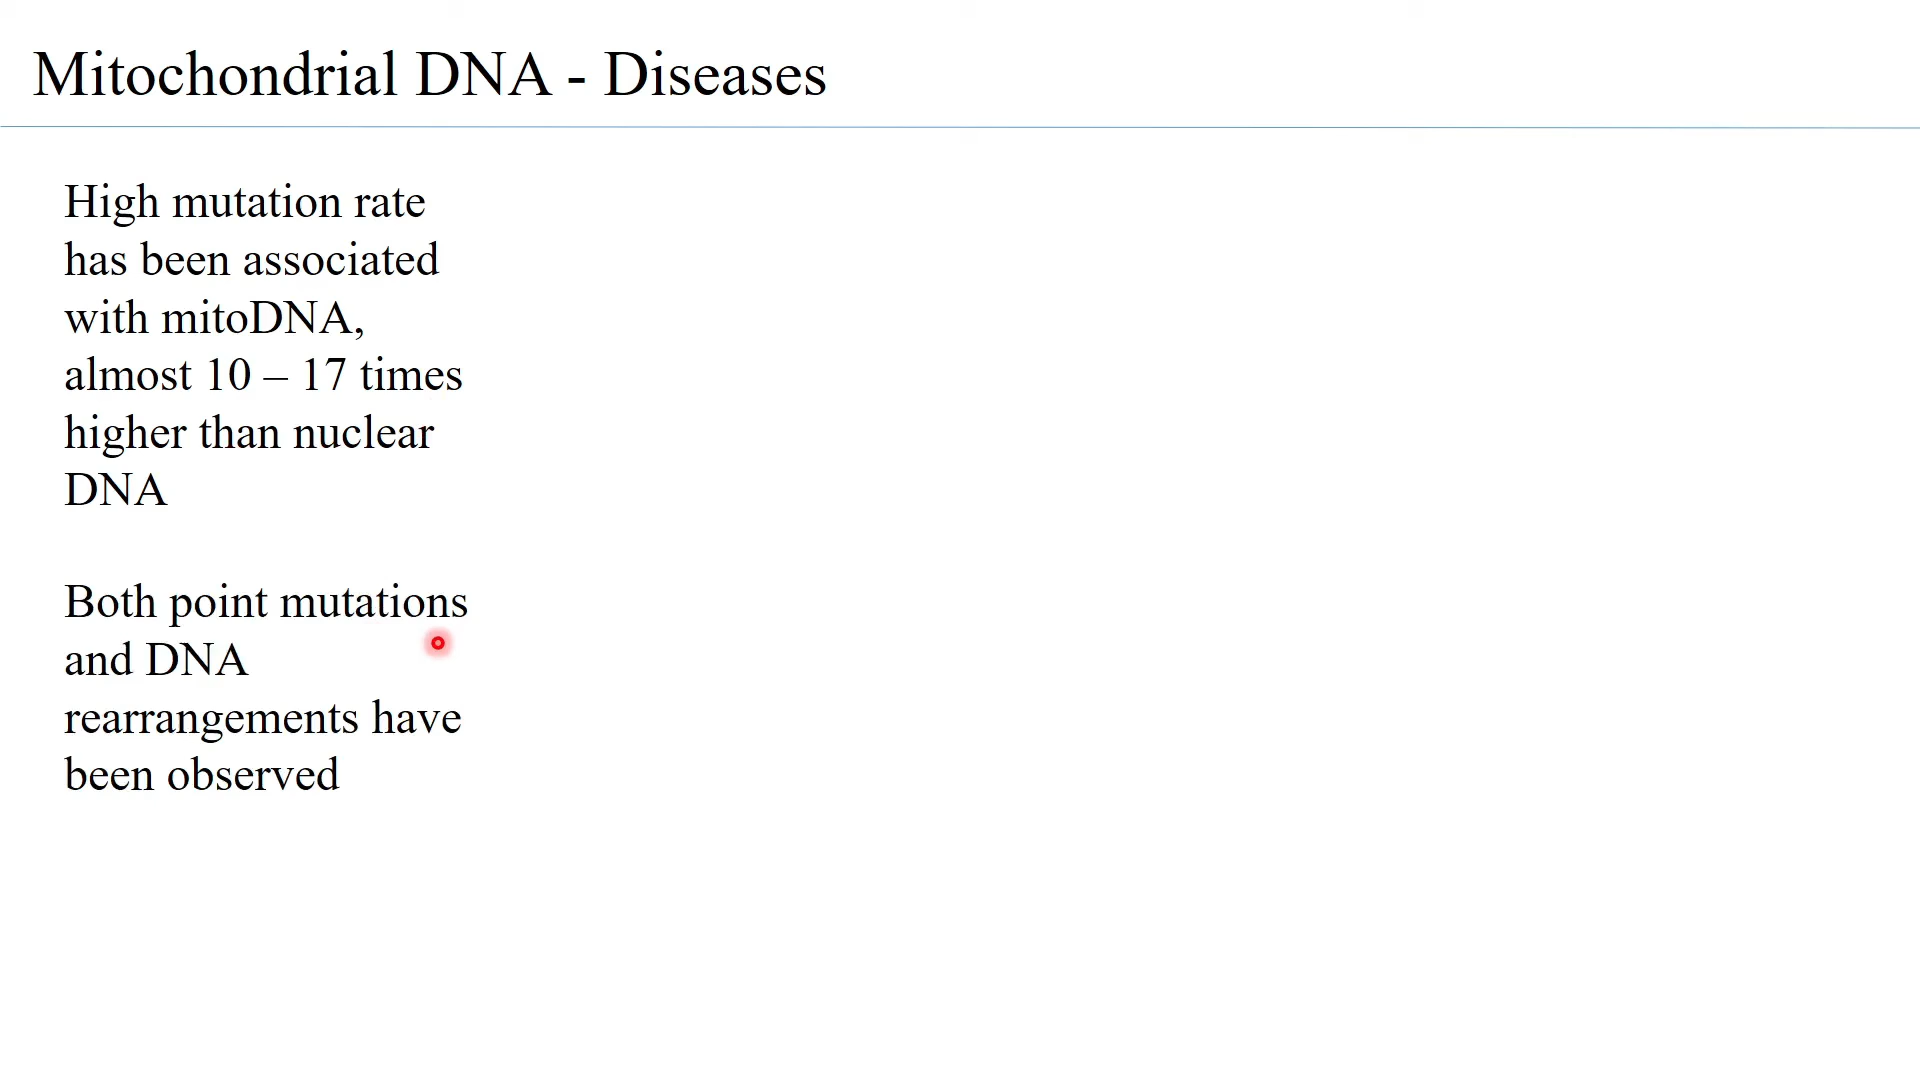 Mitochondrial DNA - Diseases
High mutation rate
has been associated
with mitoDNA,
almost 10 – 17 times
higher than nuclear
DNA
Both point mutations
and DNA
rearrangements have
been observed